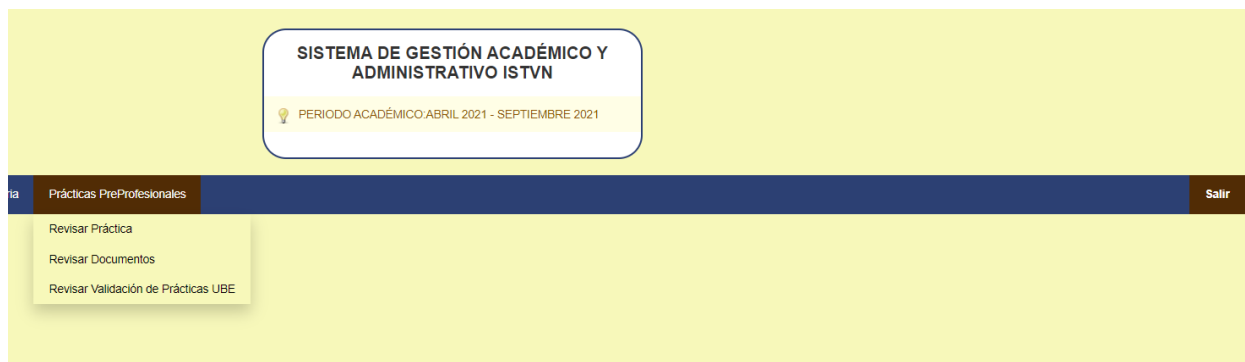 SISTEMA DE GESTIÓN ACADÉMICO Y
ADMINISTRATIVO ISTVN
PERIODO ACADÉMICO:ABRIL 2021 - SEPTIEMBRE 2021
Prácticas PreProfesionales
Salir
Revisar Práctica
Revisar Documentos
Revisar Validación de Prácticas UBE